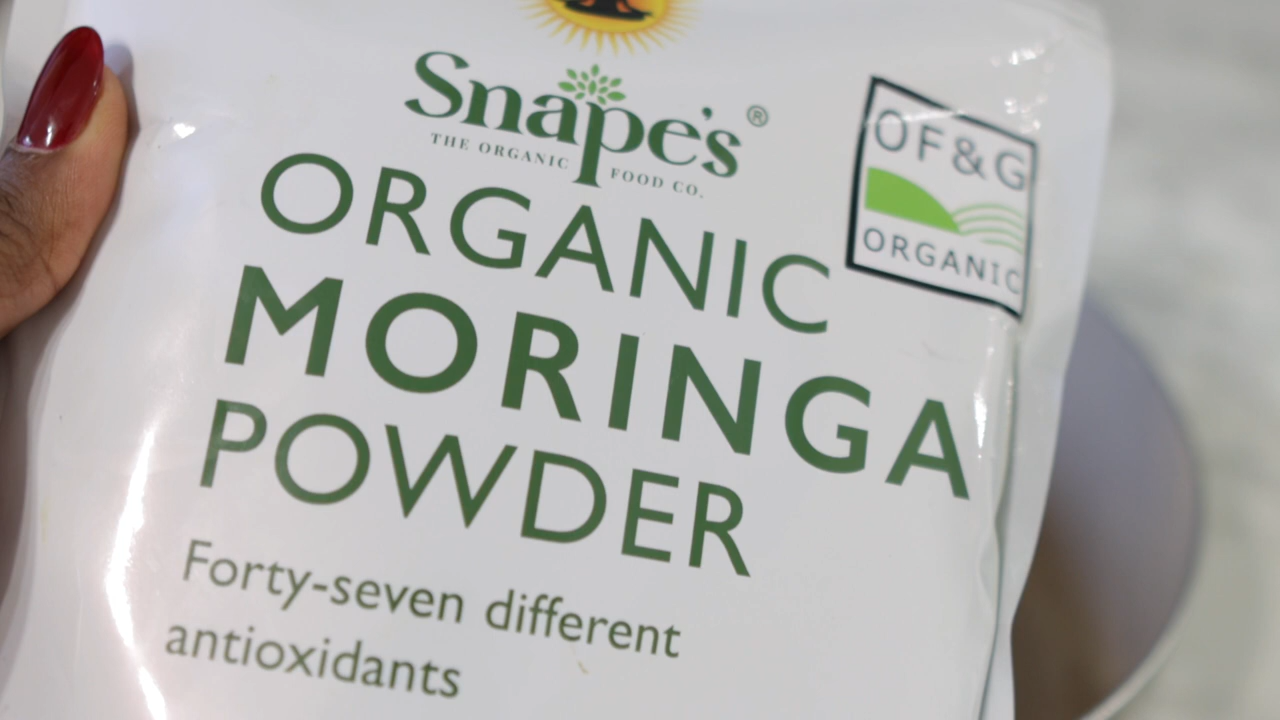 Snape's®
THE ORGANIC FOOD CO.
ORGANIC
MORINGA
POWDER
Forty-seven different
antioxidants
OF&G
ORGANIC